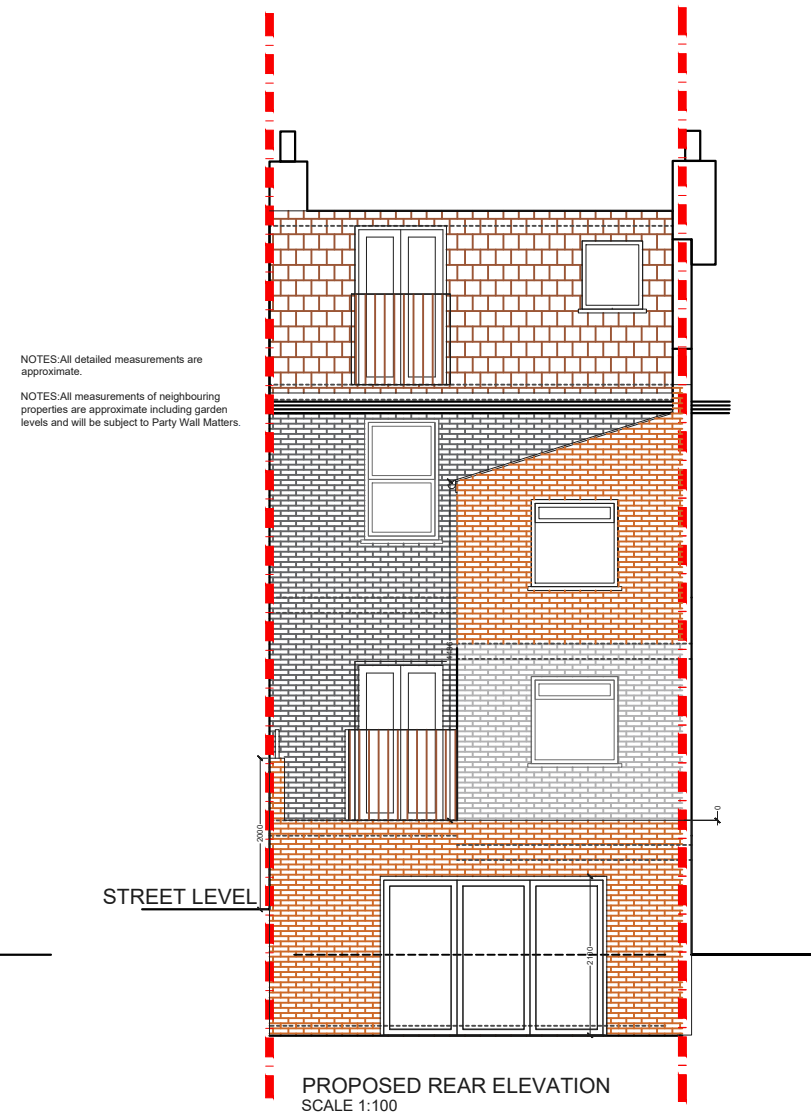 NOTES:All detailed measurements are
approximate.
NOTES:All measurements of neighbouring
properties are approximate including garden
levels and will be subject to Party Wall Matters.
2000
0
STREET LEVEL
2100
PROPOSED REAR ELEVATION
SCALE 1:100